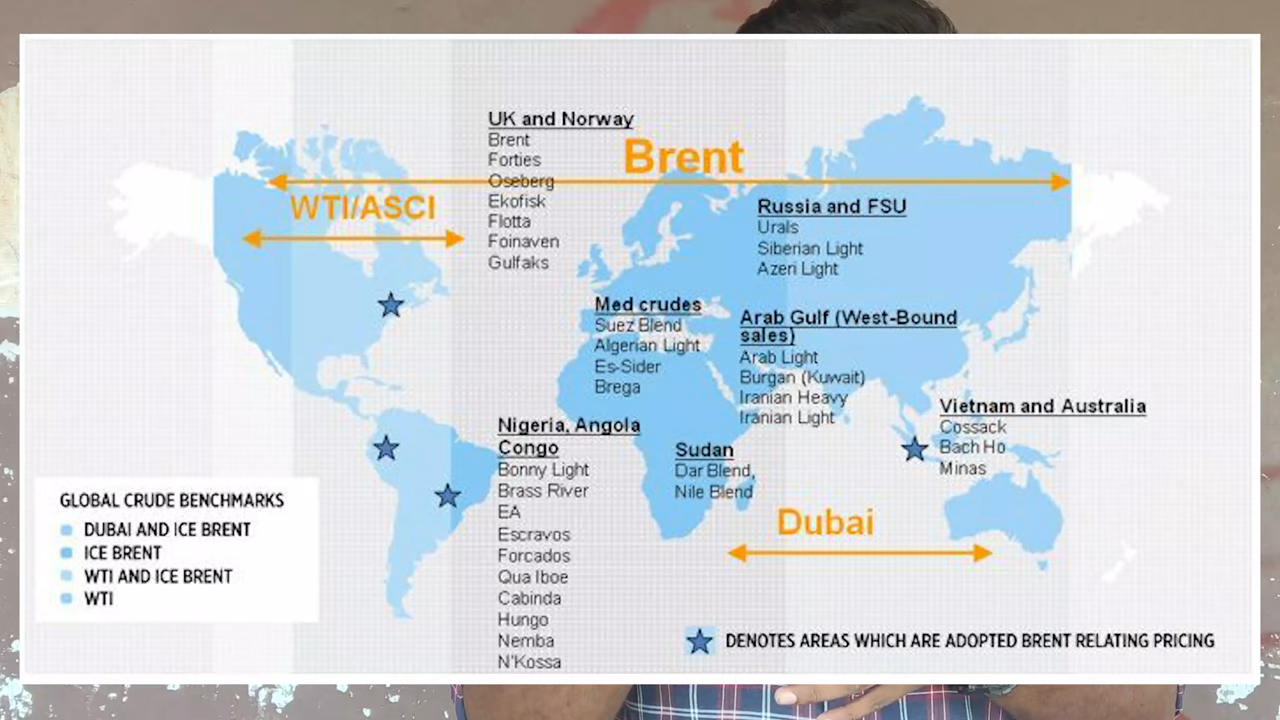 UK and Norway
Brent
Forties
Oseberg
Ekofisk
Flotta
Foinaven
Gulfaks
Brent
WTI/ASCI
Russia and FSU
Urals
Siberian Light
Azeri Light
Med crudes
Suez Blend
Algerian Light
Es-Sider
Brega
Arab Gulf (West-Bound
sales)
Arab Light
Burgan (Kuwait)
Iranian Heavy
Iranian Light
Vietnam and Australia
Cossack
Bach Ho
Minas
Nigeria, Angola
Congo
Bonny Light
Brass River
EA
Escravos
Forcados
Qua Iboe
Cabinda
Hungo
Nemba
N'Kossa
Sudan
Dar Blend,
Nile Blend
Dubai
GLOBAL CRUDE BENCHMARKS
DUBAI AND ICE BRENT
ICE BRENT
WTI AND ICE BRENT
WTI
DENOTES AREAS WHICH ARE ADOPTED BRENT RELATING PRICING